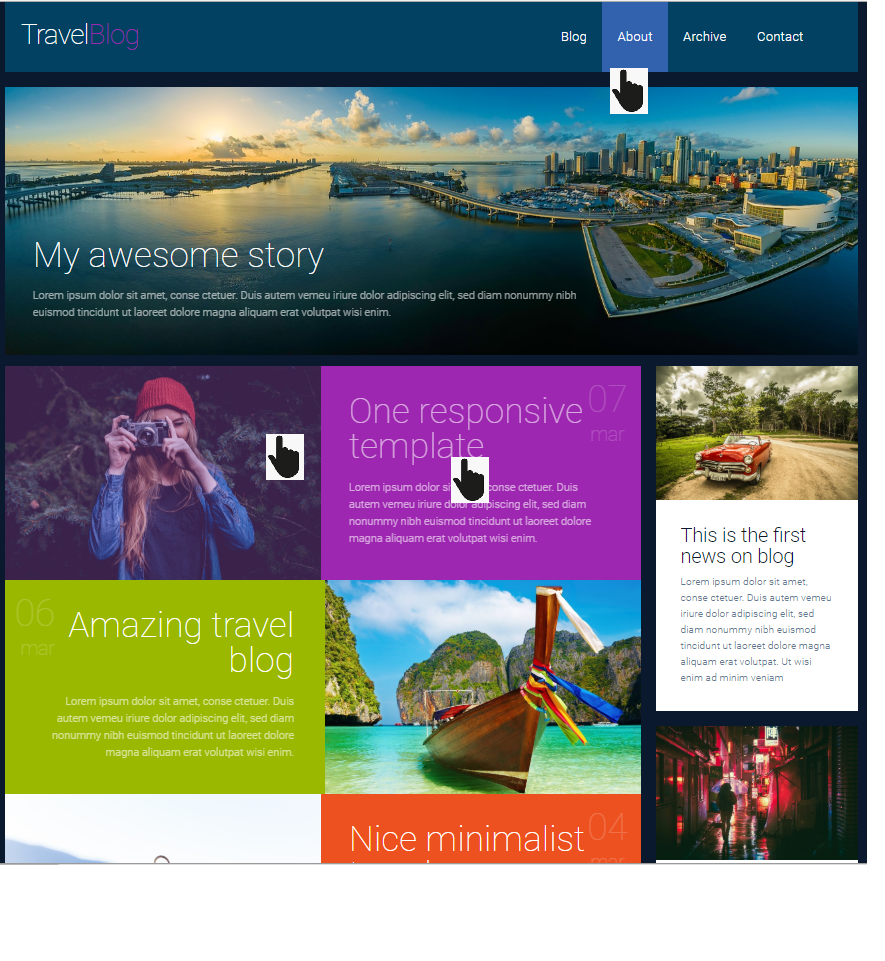 TravelBlog
Blog About Archive Contact
My awesome story
Lorem ipsum dolor sit amet, conse ctetuer. Duis autem vemeu iriure dolor adipiscing elit, sed diam nonummy nibh
euismod tincidunt ut laoreet dolore magna aliquam erat volutpat wisi enim.
One responsive
template
07
mar
Lorem ipsum dolor conse ctetuer. Duis
autem vemeu iriure dolor adipiscing elit, sed diam
nonummy nibh euismod tincidunt ut laoreet dolore
magna aliquam erat volutpat wisi enim.
This is the first
news on blog
Lorem ipsum dolor sit amet,
conse ctetuer. Duis autem vemeu
iriure dolor adipiscing elit, sed
diam nonummy nibh euismod
tincidunt ut laoreet dolore magna
aliquam erat volutpat. Ut wisi
enim ad minim veniam
06
mar
Amazing travel
blog
Lorem ipsum dolor sit amet, conse ctetuer. Duis
autem vemeu iriure dolor adipiscing elit, sed diam
nonummy nibh euismod tincidunt ut laoreet dolore
magna aliquam erat volutpat wisi enim.
Nice minimalist
04
mar